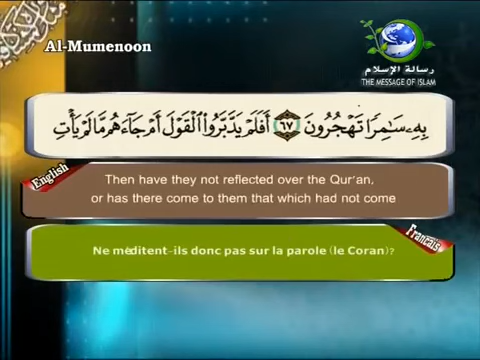 Al-Mumenoon
رسالة الإسلام
THE MESSAGE OF ISLAM
بِهِۦ سَٰمِرًا تَهْجُرُونَ ٦٧ أَفَلَمْ يَدَّبَّرُوا۟ ٱلْقَوْلَ أَمْ جَآءَهُم مَّا لَمْ يَأْتِ
English
Then have they not reflected over the Qur'an,
or has there come to them that which had not come
Francais
Ne méditent-ils donc pas sur la parole (le Coran)?